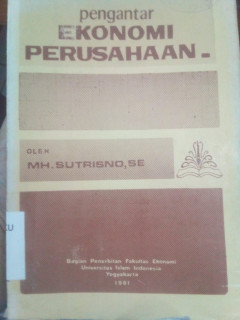 pengantar
EKONOMI
PERUSAHAAN
OLEH
MH. SUTRISNO, SE
Bagian Penerbitan Fakultas Ekonomi
Universitas Islam Indonesia
Yogyakarta
1981